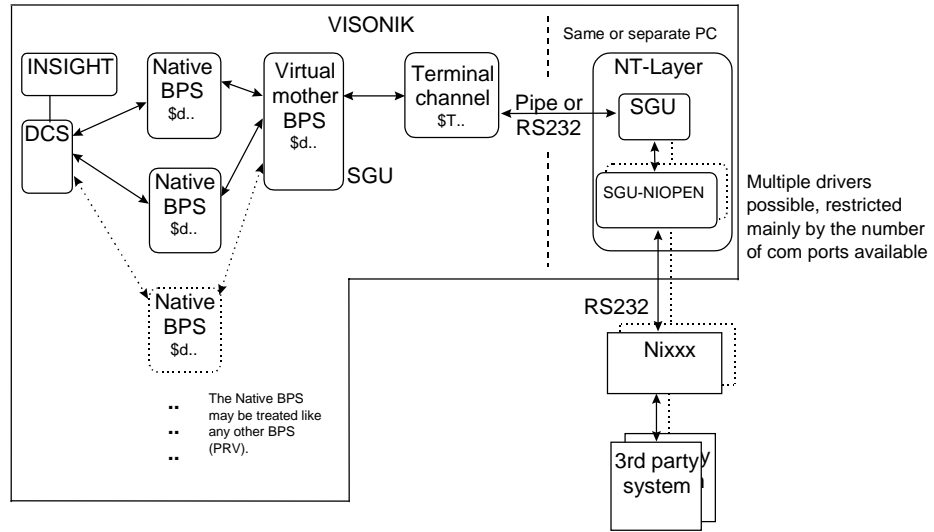 VISONIK
Same or separate PC
INSIGHT
DCS
Native
BPS
$d..
Virtual
mother
BPS
$d..
SGU
Terminal
channel
$T..
Pipe or
RS232
NT-Layer
SGU
SGU-NIOPEN
Multiple drivers
possible, restricted
mainly by the number
of com ports available
Native
BPS
$d..
Native
BPS
$d..
RS232
Nixxx
The Native BPS
may be treated like
any other BPS
(PRV).
3rd party
system
y
m